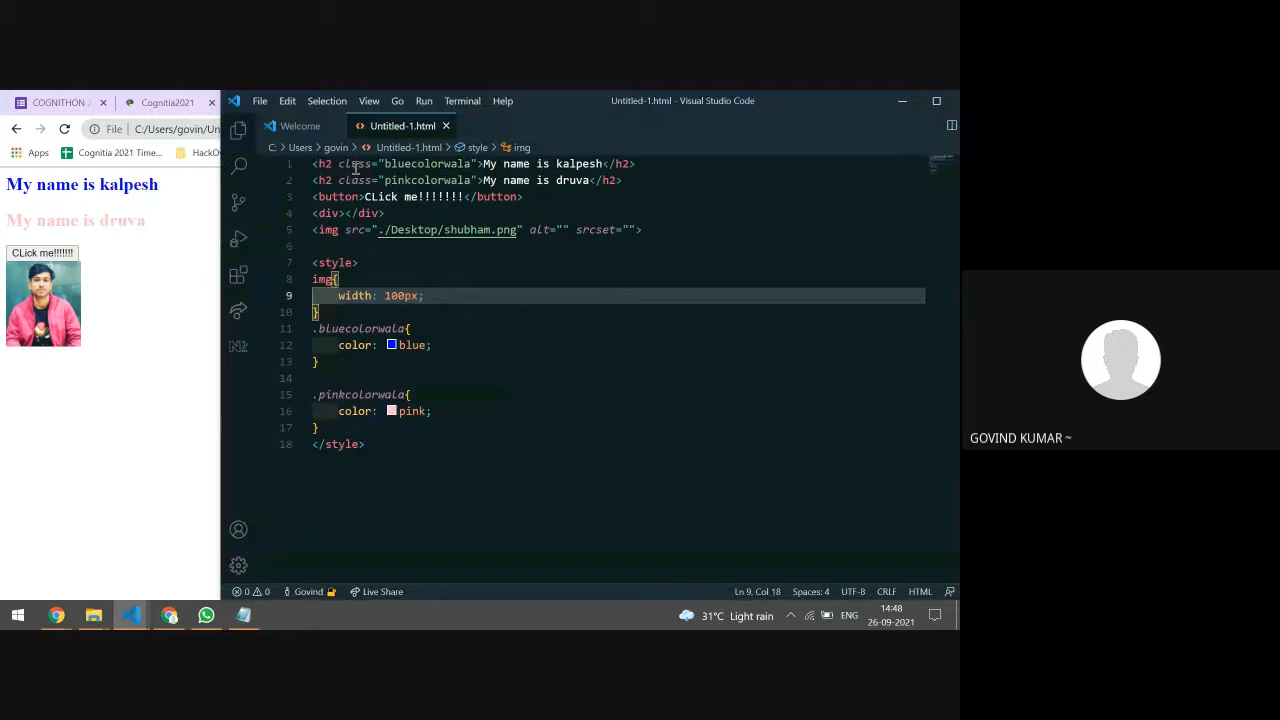 COGNITHON 2
Cognitia2021
File
C:/Users/govin/Un
Apps
Cognitia 2021 Time...
HackO
My name is kalpesh
My name is druva
CLick me!!!!!!!
File Edit Selection View Go Run Terminal Help
Untitled-1.html - Visual Studio Code
Welcome
Untitled-1.html
C: > Users > govin > Untitled-1.html > style > img
1 <h2 class="bluecolorwala">My name is kalpesh</h2>
2 <h2 class="pinkcolorwala">My name is druva</h2>
3 <button>CLick me!!!!!!!</button>
4 <div></div>
5 <img src="./Desktop/shubham.png" alt="" srcset="">
6
7 <style>
8 img{
9 width: 100px;
10 }
11 .bluecolorwala{
12 color: blue;
13 }
14
15 .pinkcolorwala{
16 color: pink;
17 }
18 </style>
0 0 Govind Live Share
Ln 9, Col 18 Spaces: 4 UTF-8 CRLF HTML
31°C Light rain
ENG
14:48
26-09-2021
GOVIND KUMAR ~